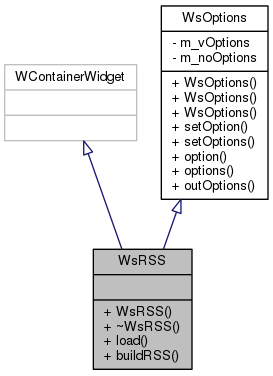 WsOptions
- m_vOptions
- m_noOptions
+ WsOptions()
+ WsOptions()
+ WsOptions()
+ setOption()
+ setOptions()
+ option()
+ options()
+ outOptions()
WContainerWidget
WsRSS
+ WsRSS()
+ ~WsRSS()
+ load()
+ buildRSS()